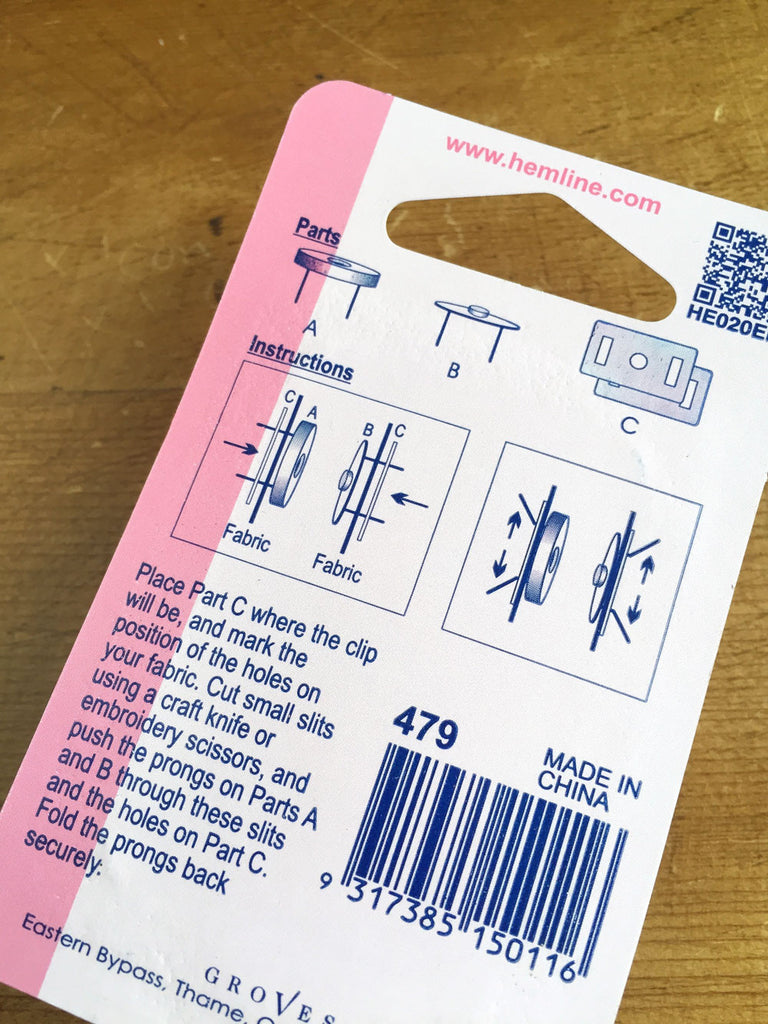 www.hemline.com
HE020E
Parts
A
B
C
Instructions
C A
B C
Fabric
Fabric
Place Part C where the clip
will be, and mark the
position of the holes on
your fabric. Cut small slits
using a craft knife or
embroidery scissors, and
push the prongs on Parts A
and B through these slits
and the holes on Part C.
Fold the prongs back
securely.
479
MADE IN
CHINA
9 317385 150116
GROVES
Eastern Bypass, Thame,